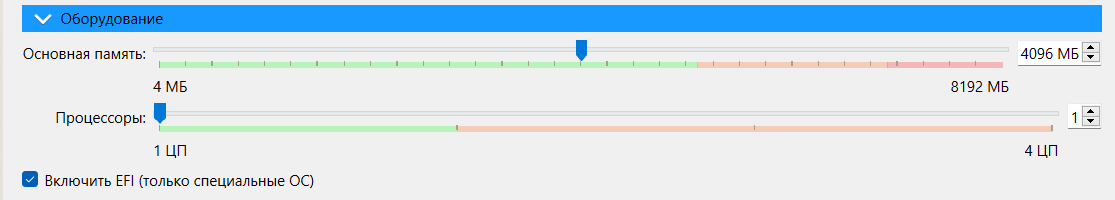 Оборудование
Основная память: 4096 МБ
4 МБ 8192 МБ
Процессоры: 1
1 ЦП 4 ЦП
Включить EFI (только специальные ОС)